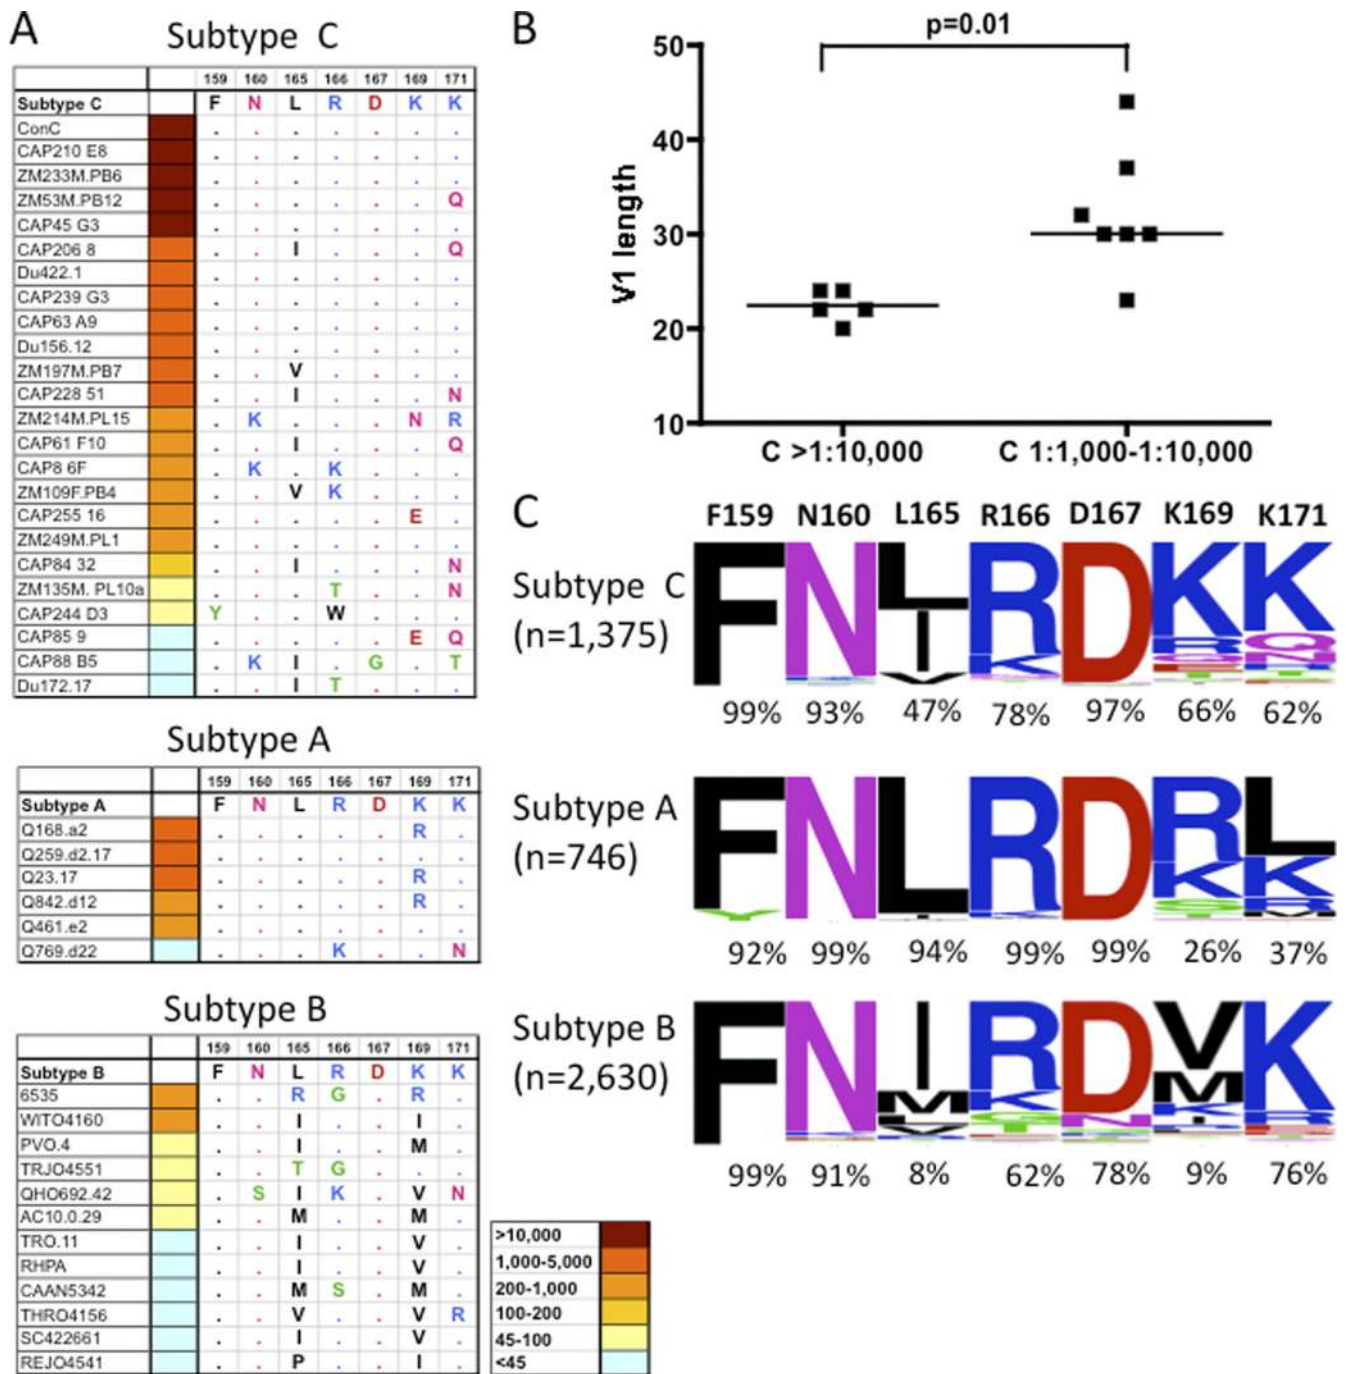 A
Subtype C
159 160 165 166 167 169 171
Subtype C F N L R D K K
ConC . . . . . . .
CAP210 E8 . . . . . . .
ZM233M.PB6 . . . . . . .
ZM53M.PB12 . . . . . . Q
CAP45 G3 . . . . . . .
CAP206 8 . . I . . . Q
Du422.1 . . . . . . .
CAP239 G3 . . . . . . .
CAP63 A9 . . . . . . .
Du156.12 . . . . . . .
ZM197M.PB7 . . V . . . .
CAP228 51 . . I . . . N
ZM214M.PL15 . K . . . N R
CAP61 F10 . . I . . . Q
CAP8 6F . K . K . . .
ZM109F.PB4 . . V K . . .
CAP255 16 . . . . . E .
ZM249M.PL1 . . . . . . .
CAP84 32 . . I . . . N
ZM135M. PL10a . . . T . . N
CAP244 D3 Y . . W . . .
CAP85 9 . . . . . E Q
CAP88 B5 . K I . G . T
Du172.17 . . I T . . .
Subtype A
159 160 165 166 167 169 171
Subtype A F N L R D K K
Q168.a2 . . . . . R .
Q259.d2.17 . . . . . . .
Q23.17 . . . . . R .
Q842.d12 . . . . . R .
Q461.e2 . . . . . . .
Q769.d22 . . . K . . N
Subtype B
159 160 165 166 167 169 171
Subtype B F N L R D K K
6535 . . R G . R .
WITO4160 . . I . . I .
PVO.4 . . I . . M .
TRJO4551 . . T G . . .
QHO692.42 . S I K . V N
AC10.0.29 . . M . . M .
TRO.11 . . I . . V .
RHPA . . I . . V .
CAAN5342 . . M S . M .
THRO4156 . . V . . V R
SC422661 . . I . . V .
REJO4541 . . P . . I .
>10,000
1,000-5,000
200-1,000
100-200
45-100
<45
B
p=0.01
V1 length
50
40
30
20
10
C >1:10,000 C 1:1,000-1:10,000
C
F159 N160 L165 R166 D167 K169 K171
Subtype C
(n=1,375)
F N L I V R K D K R Q K Q N
99% 93% 47% 78% 97% 66% 62%
Subtype A
(n=746)
F Y N L R D R K S L K R M
92% 99% 94% 99% 99% 26% 37%
Subtype B
(n=2,630)
F N I M L V R K G T D N V M K I K R
99% 91% 8% 62% 78% 9% 76%